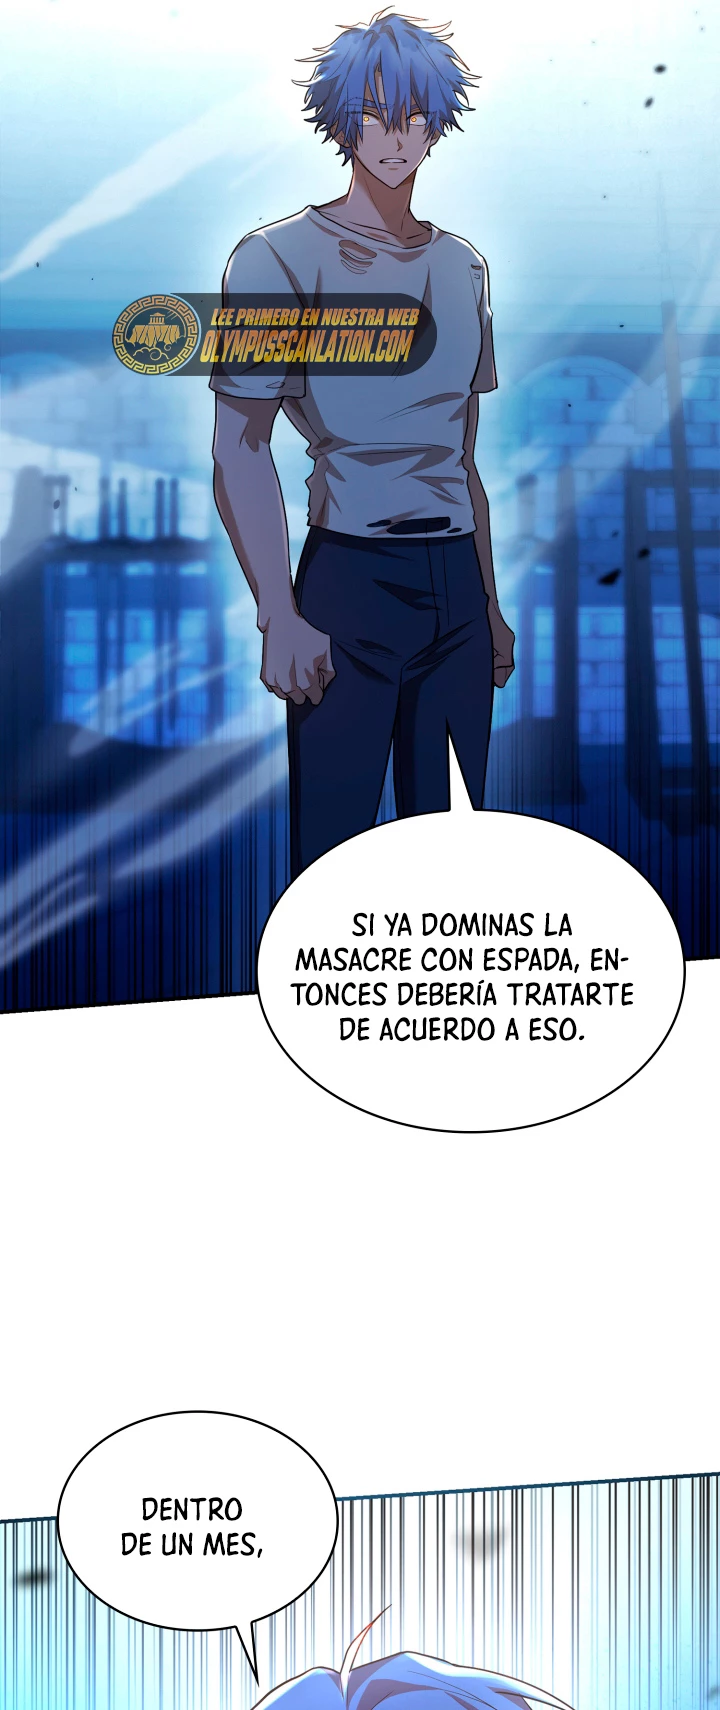 LEE PRIMERO EN NUESTRA WEB
OLYMPUSSCANLATION.COM
SI YA DOMINAS LA
MASACRE CON ESPADA, EN-
TONCES DEBERÍA TRATARTE
DE ACUERDO A ESO.
DENTRO
DE UN MES,